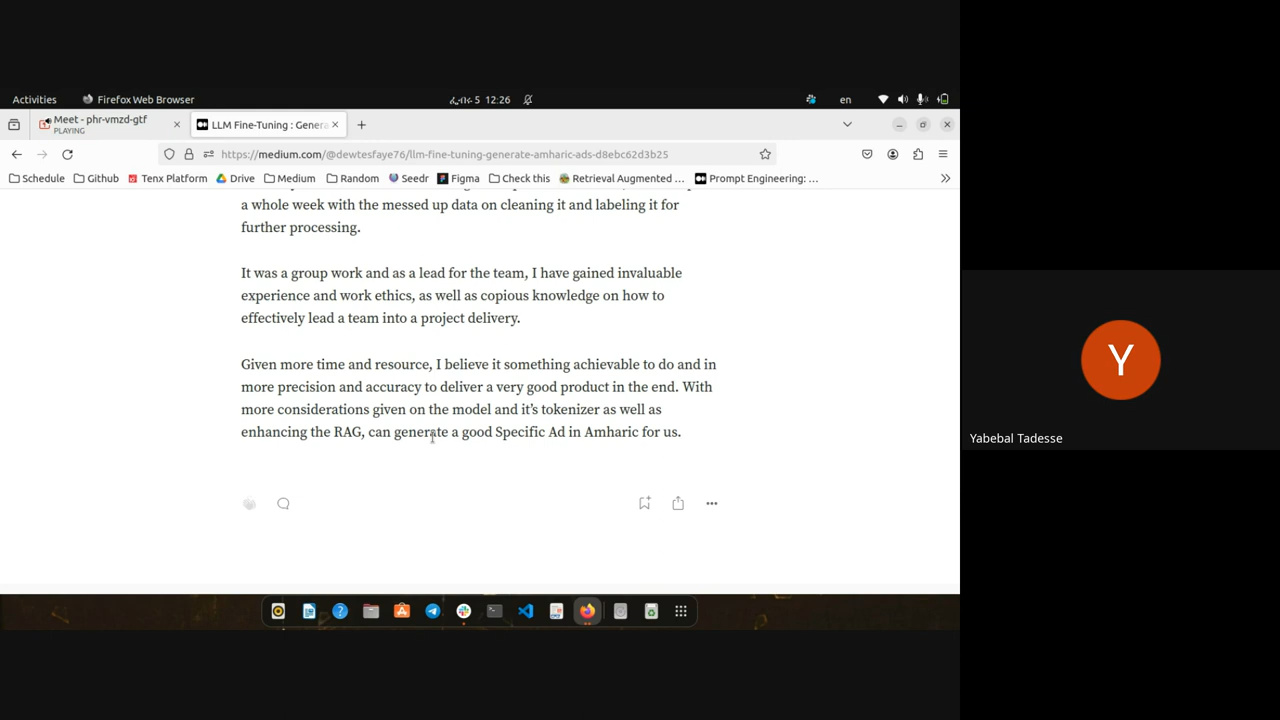 Activities
Firefox Web Browser
5 12:26
en
Meet - phr-vmzd-gtf
PLAYING
LLM Fine-Tuning : Genera
https://medium.com/@dewtesfaye76/llm-fine-tuning-generate-amharic-ads-d8ebc62d3b25
Schedule
Github
Tenx Platform
Drive
Medium
Random
Seedr
Figma
Check this
Retrieval Augmented ...
Prompt Engineering: ...
a whole week with the messed up data on cleaning it and labeling it for
further processing.
It was a group work and as a lead for the team, I have gained invaluable
experience and work ethics, as well as copious knowledge on how to
effectively lead a team into a project delivery.
Given more time and resource, I believe it something achievable to do and in
more precision and accuracy to deliver a very good product in the end. With
more considerations given on the model and it's tokenizer as well as
enhancing the RAG, can generate a good Specific Ad in Amharic for us.
Y
Yabebal Tadesse